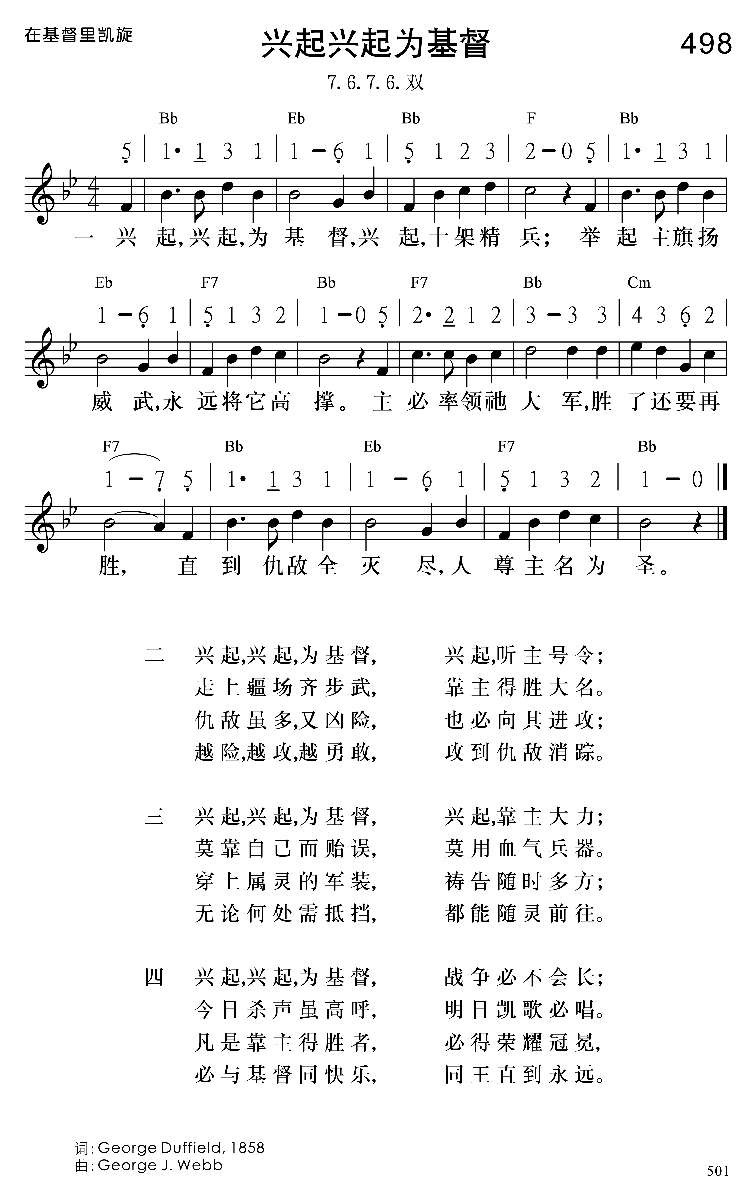 在基督里凯旋
兴起兴起为基督
498
7.6.7.6.双
Bb Eb Bb F Bb
5 | 1· 1 3 1 | 1 - 6 1 | 5 1 2 3 | 2 - 0 5 | 1· 1 3 1 |
4
4
一 兴 起,兴起,为 基 督,兴 起,十架精 兵; 举 起 主旗扬
Eb F7 Bb F7 Bb Cm
1 - 6 1 | 5 1 3 2 | 1 - 0 5 | 2· 2 1 2 | 3 - 3 3 | 4 3 6 2 |
威 武,永 远将它高 撑。 主 必率领祂 大 军,胜 了还要再
F7 Bb Eb F7 Bb
1 - 7 5 | 1· 1 3 1 | 1 - 6 1 | 5 1 3 2 | 1 - 0 ‖
胜, 直 到 仇敌全 灭 尽,人 尊主名为 圣。
二 兴起,兴起,为基督, 兴起,听主号令;
走上疆场齐步武, 靠主得胜大名。
仇敌虽多,又凶险, 也必向其进攻;
越险,越攻,越勇敢, 攻到仇敌消踪。
三 兴起,兴起,为基督, 兴起,靠主大力;
莫靠自己而贻误, 莫用血气兵器。
穿上属灵的军装, 祷告随时多方;
无论何处需抵挡, 都能随灵前往。
四 兴起,兴起,为基督, 战争必不会长;
今日杀声虽高呼, 明日凯歌必唱。
凡是靠主得胜者, 必得荣耀冠冕,
必与基督同快乐, 同王直到永远。
词: George Duffield, 1858
曲: George J. Webb
501